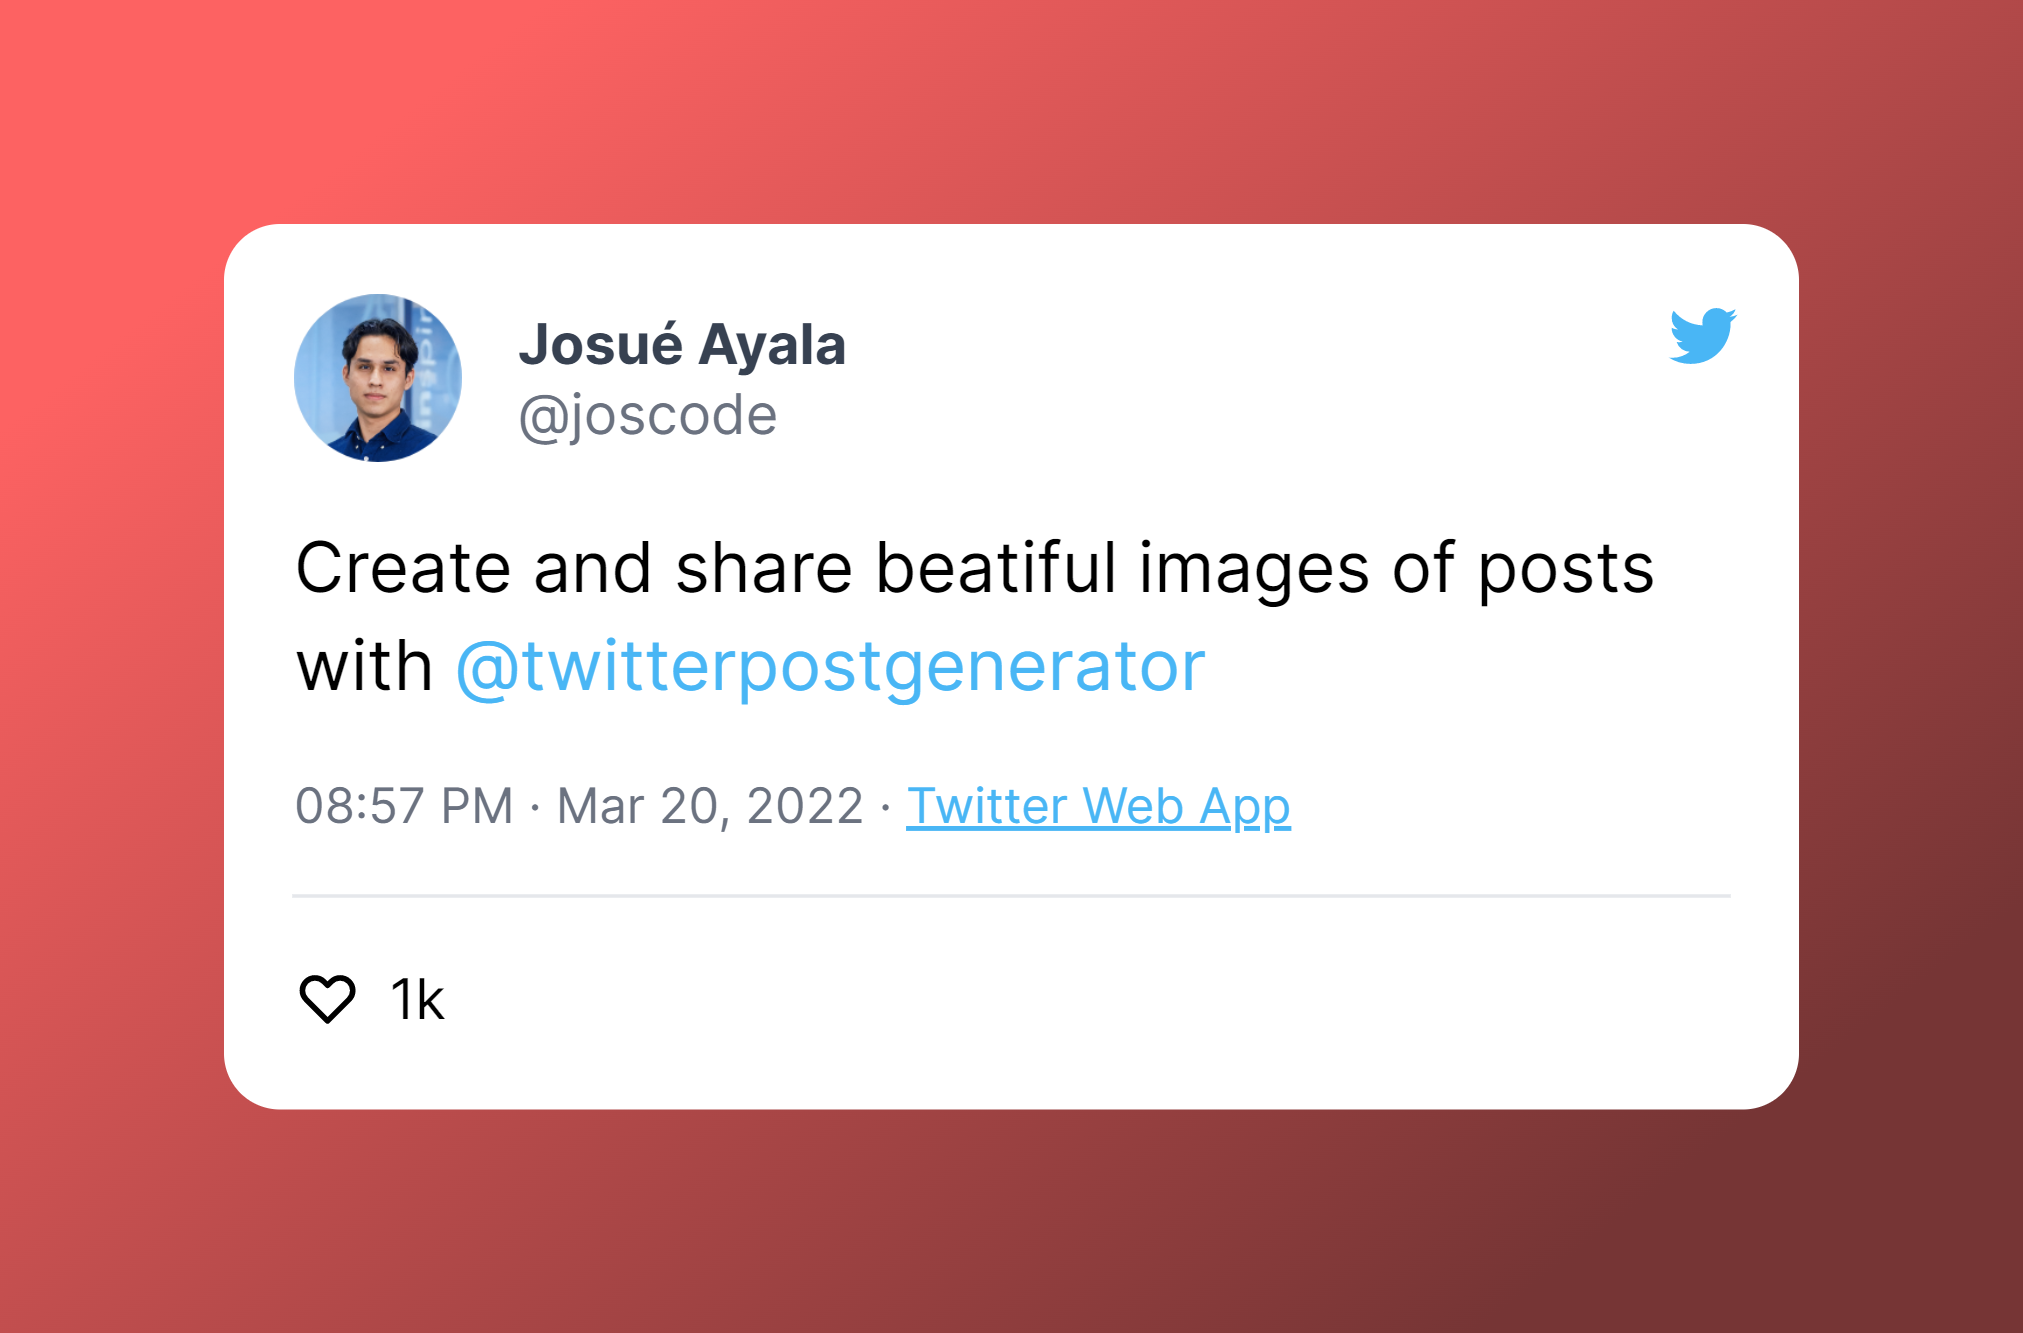 Josué Ayala
@joscode
Create and share beatiful images of posts
with @twitterpostgenerator
08:57 PM · Mar 20, 2022 · Twitter Web App
1k